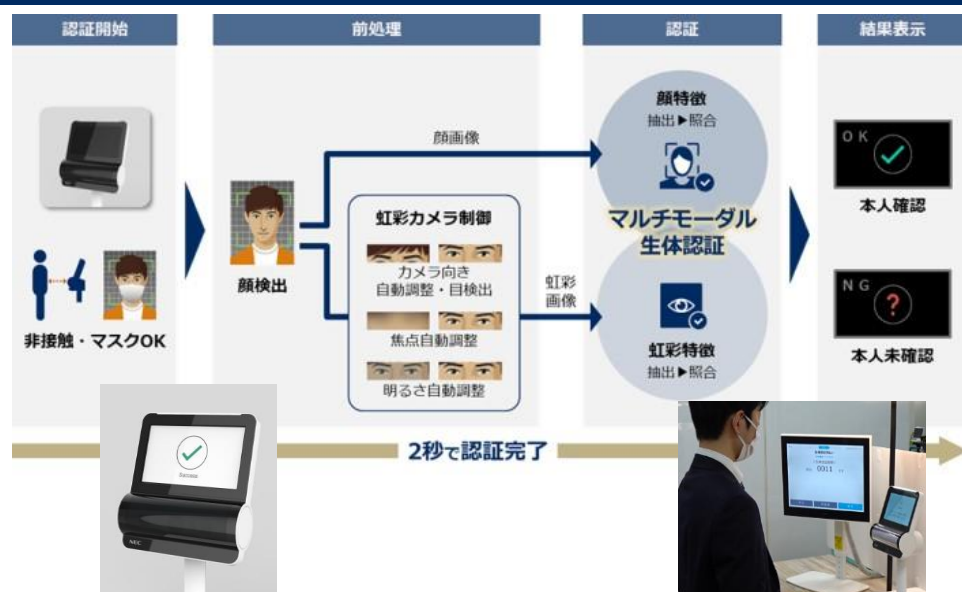 認証開始
前処理
認証
結果表示
非接触・マスクOK
顔検出
顔画像
虹彩カメラ制御
カメラ向き
自動調整・目検出
焦点自動調整
明るさ自動調整
虹彩
画像
顔特徴
抽出▶照合
マルチモーダル
生体認証
虹彩特徴
抽出▶照合
OK
本人確認
NG
?
本人未確認
2秒で認証完了
Success
NEC
0011